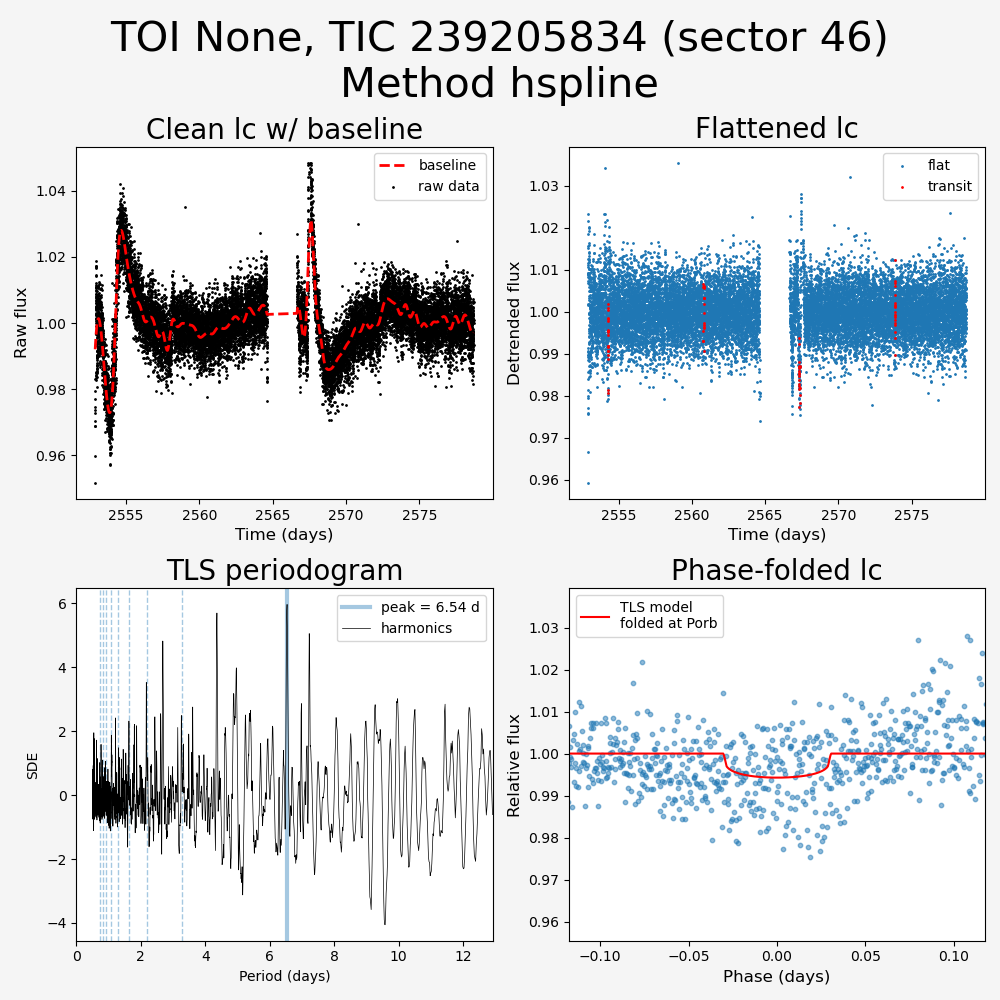 TOI None, TIC 239205834 (sector 46)
Method hspline
Clean lc w/ baseline
Flattened lc
baseline
raw data
flat
transit
Raw flux
1.04
1.02
1.00
0.98
0.96
2555
2560
2565
2570
2575
Time (days)
Detrended flux
1.03
1.02
1.01
1.00
0.99
0.98
0.97
0.96
2555
2560
2565
2570
2575
Time (days)
TLS periodogram
Phase-folded lc
peak = 6.54 d
harmonics
SDE
6
4
2
0
−2
−4
0
2
4
6
8
10
12
Period (days)
TLS model
folded at Porb
Relative flux
1.03
1.02
1.01
1.00
0.99
0.98
0.97
0.96
−0.10
−0.05
0.00
0.05
0.10
Phase (days)